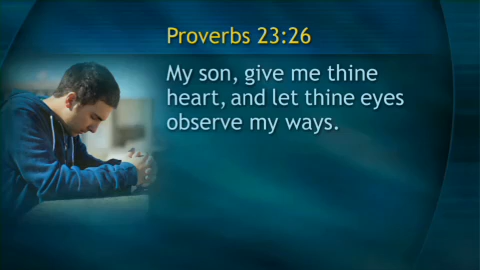 Proverbs 23:26
My son, give me thine
heart, and let thine eyes
observe my ways.